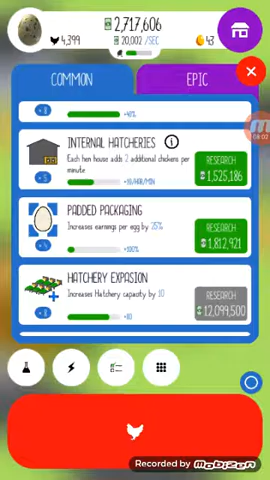 2,717,606
4,399
20,002 /SEC
43
COMMON
EPIC
INTERNAL HATCHERIES
Each hen house adds 2 additional chickens per minute
RESEARCH
1,525,186
+10/HAB/MIN
PADDED PACKAGING
Increases earnings per egg by 25%
RESEARCH
1,812,921
+100%
HATCHERY EXPASION
Increases Hatchery capacity by 10
RESEARCH
12,099,500
+10
Recorded by mobizen